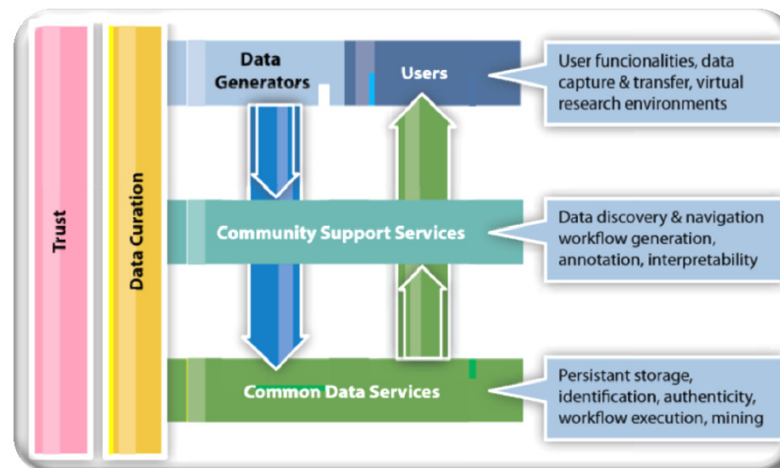 Trust
Data Curation
Data
Generators
Users
User funcionalities, data
capture & transfer, virtual
research environments
Community Support Services
Data discovery & navigation
workflow generation,
annotation, interpretability
Common Data Services
Persistant storage,
identification, authenticity,
workflow execution, mining